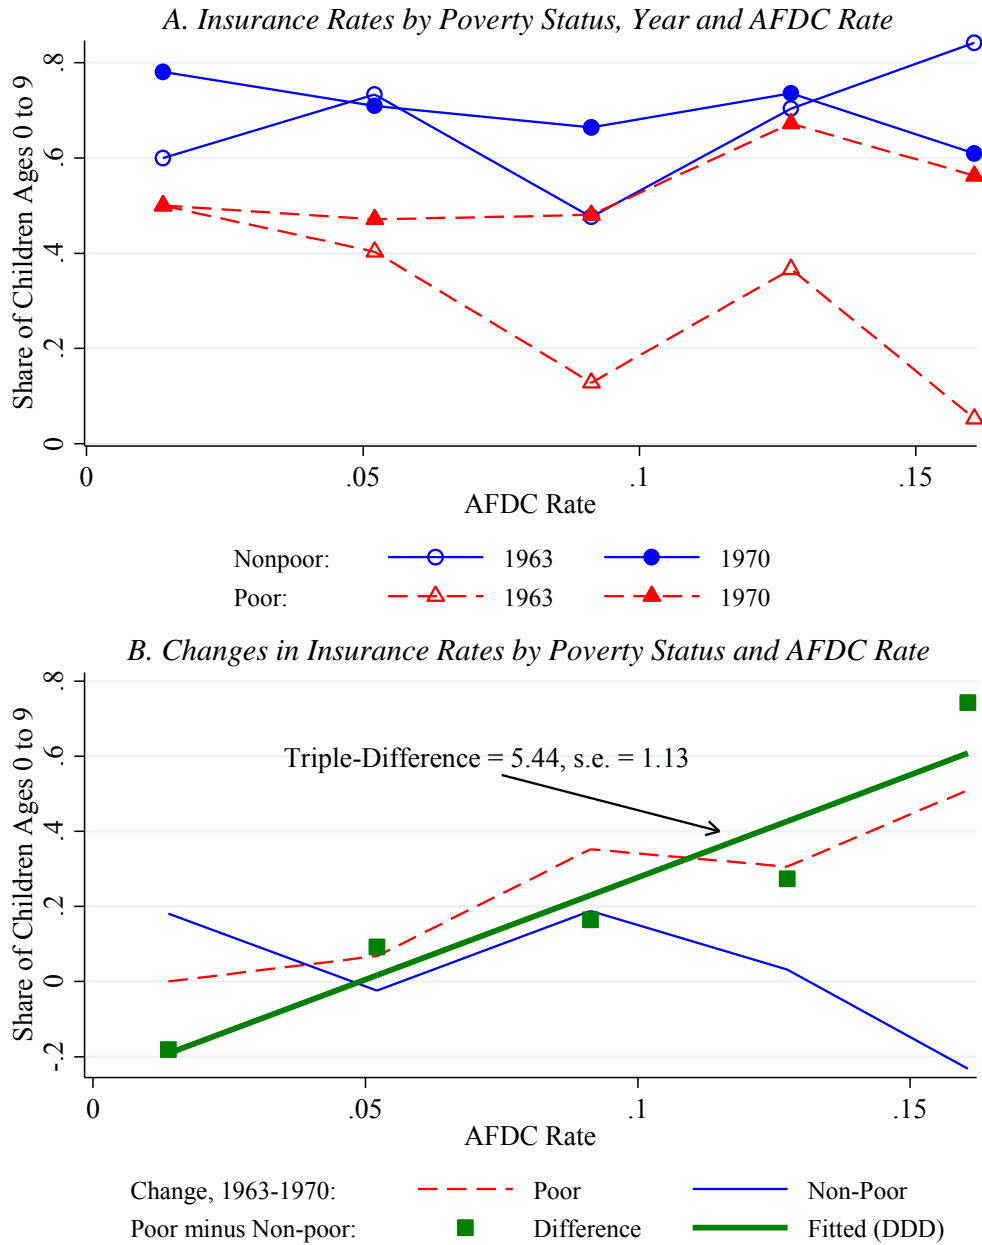 A. Insurance Rates by Poverty Status, Year and AFDC Rate
Share of Children Ages 0 to 9
.8
.6
.4
.2
0
0 .05 .1 .15
AFDC Rate
Nonpoor: 1963 1970
Poor: 1963 1970
B. Changes in Insurance Rates by Poverty Status and AFDC Rate
Share of Children Ages 0 to 9
.8
.6
.4
.2
0
-.2
Triple-Difference = 5.44, s.e. = 1.13
0 .05 .1 .15
AFDC Rate
Change, 1963-1970: Poor Non-Poor
Poor minus Non-poor: Difference Fitted (DDD)